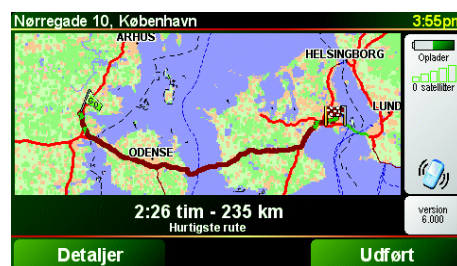 Nørregade 10, København
3:55pm
ÅRHUS
HELSINGBORG
LUND
ODENSE
Oplader
0 satellitter
2:26 tim - 235 km
Hurtigste rute
version
6.000
Detaljer
Udført